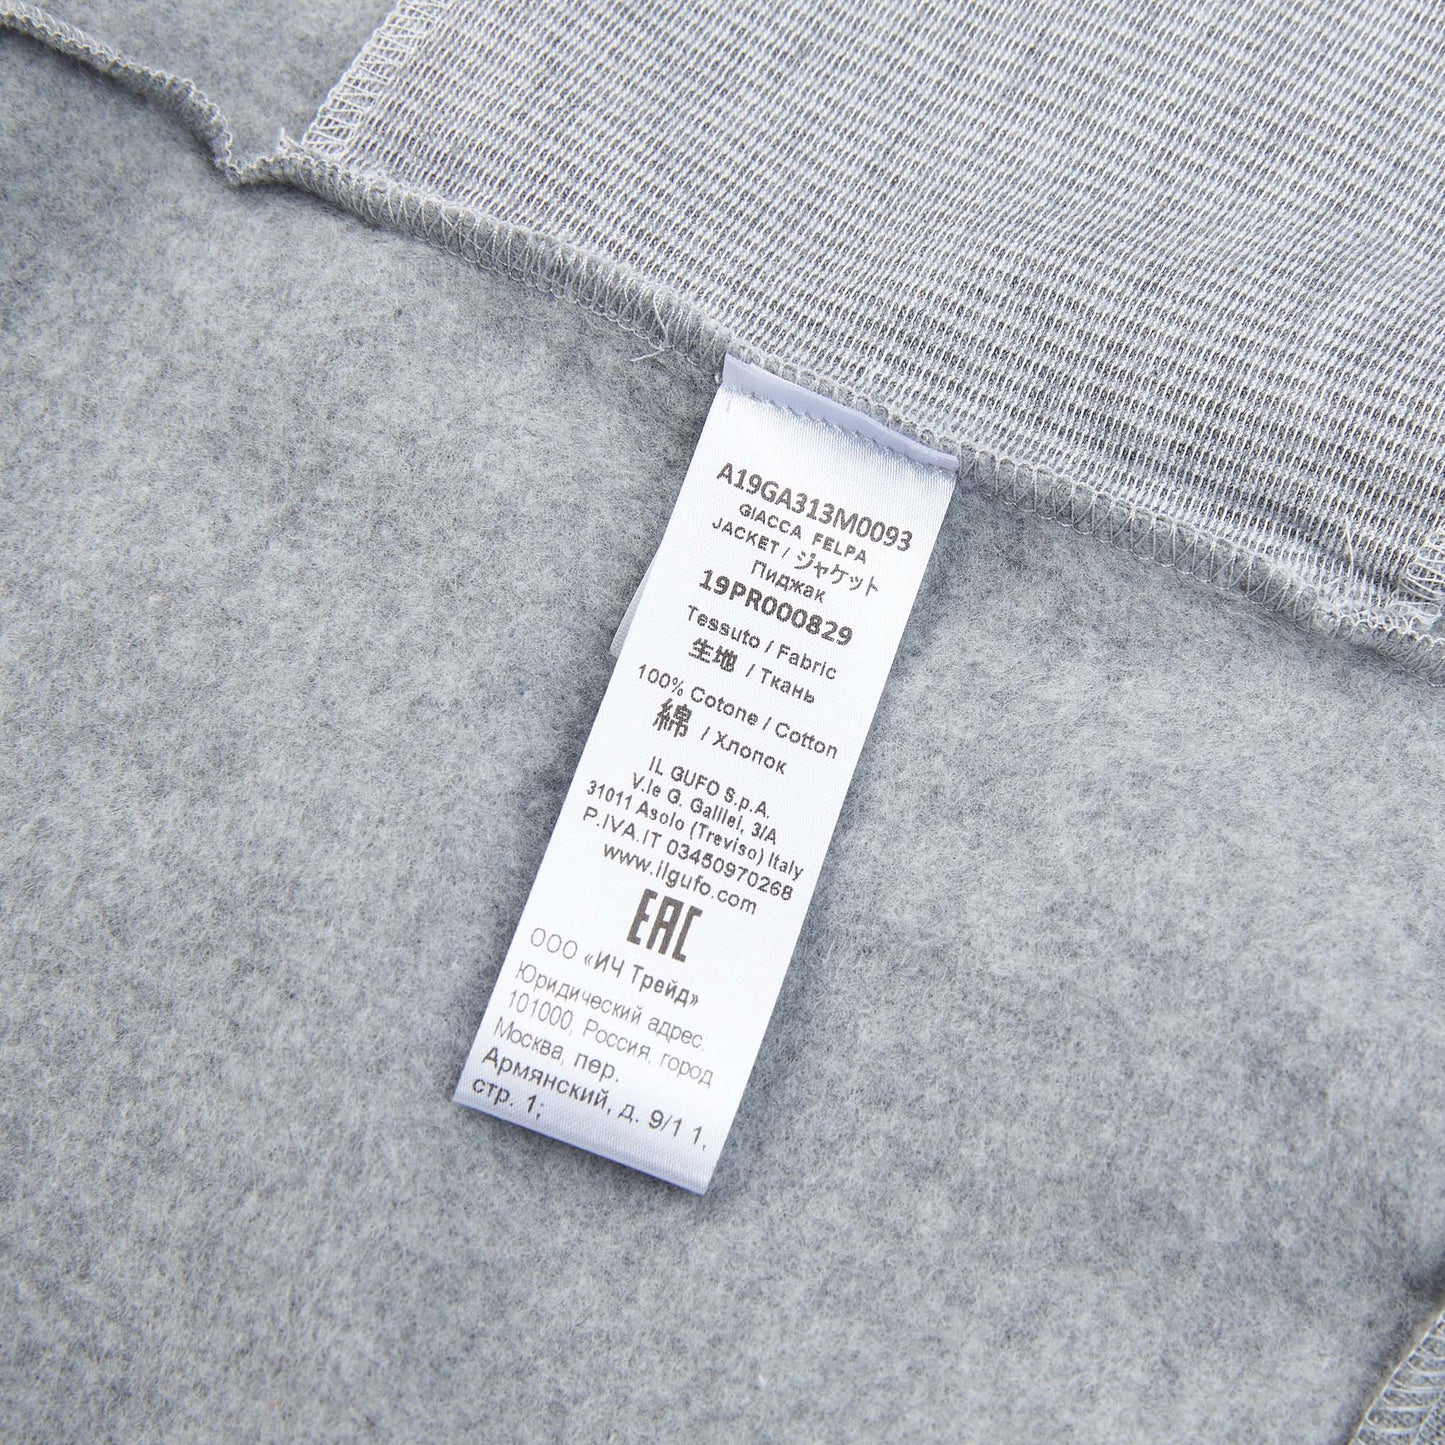 A19GA313M0093
GIACCA FELPA
JACKET / ジャケット
Пиджак
19PR000829
Tessuto / Fabric
生地 / Ткань
100% Cotone / Cotton
綿 / Хлопок
IL GUFO S.p.A.
V.le G. Galilei, 3/A
31011 Asolo (Treviso) Italy
P.IVA.IT 03450970268
www.ilgufo.com
EAC
ООО «ИЧ Трейд»
Юридический адрес:
101000, Россия, город
Москва, пер.
Армянский, д. 9/1 1,
стр. 1;